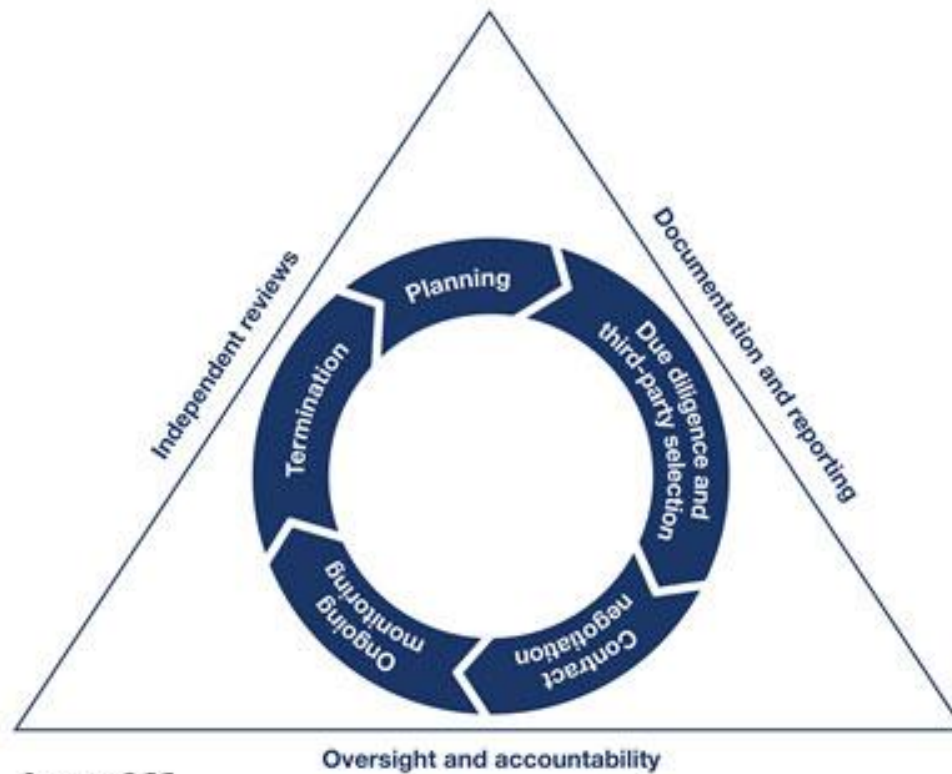 Independent reviews
Documentation and reporting
Planning
Due diligence and
third-party selection
Contract
negotiation
Ongoing
monitoring
Termination
Oversight and accountability